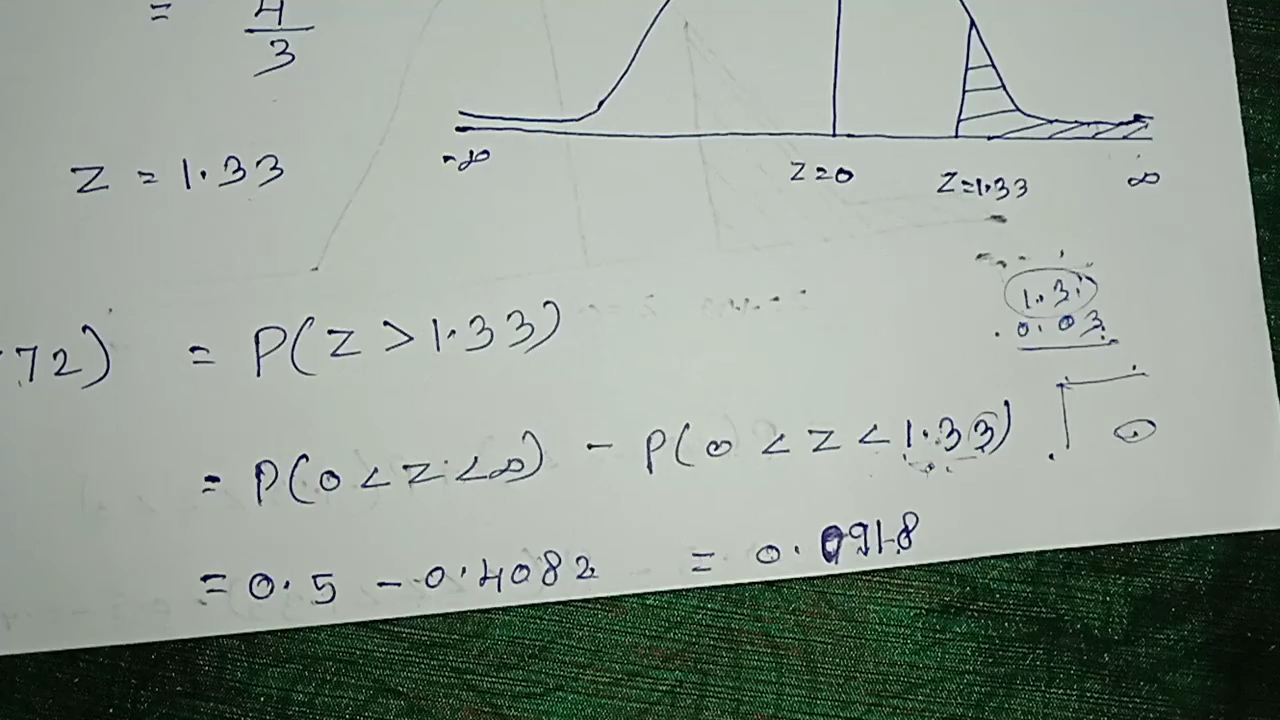 = 4/3
-∞ Z=0 Z=1.33 ∞
Z = 1.33
1.3
0.03
72) = P(Z > 1.33)
= P(0 < Z < ∞) - P(0 < Z < 1.33)
= 0.5 - 0.4082 = 0.0918